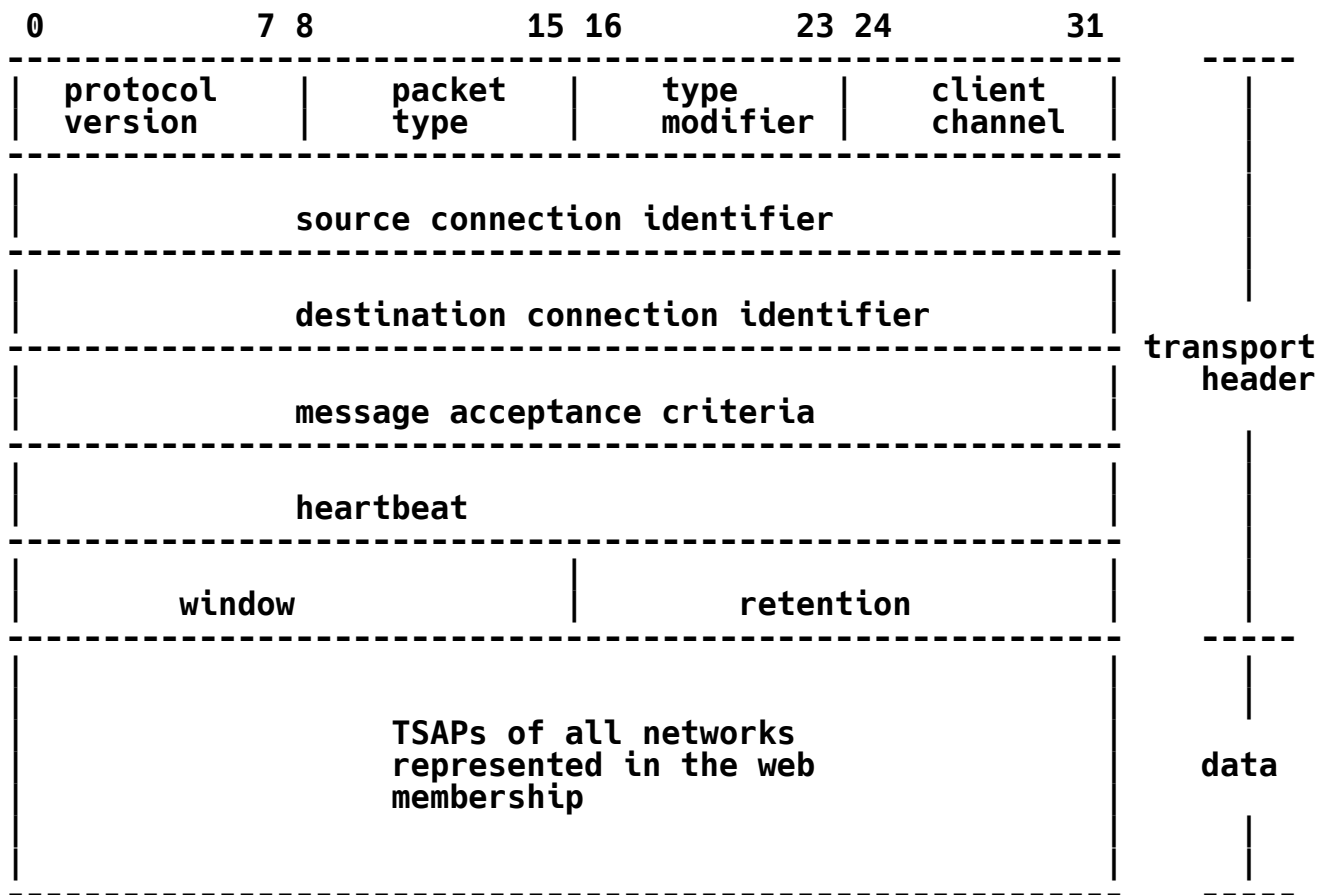 0 7 8 15 16 23 24 31
protocol packet type client
version type modifier channel
source connection identifier
destination connection identifier
transport
header
message acceptance criteria
heartbeat
window retention
TSAPs of all networks
represented in the web data
membership